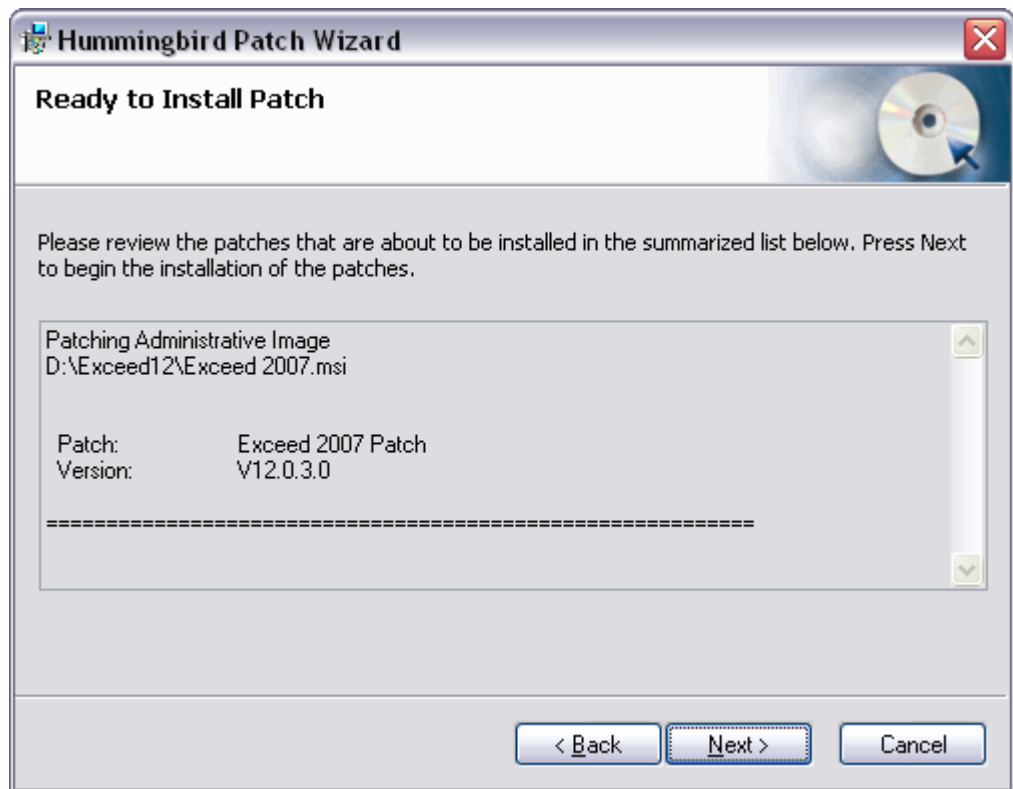 Hummingbird Patch Wizard
Ready to Install Patch
Please review the patches that are about to be installed in the summarized list below. Press Next
to begin the installation of the patches.
Patching Administrative Image
D:\Exceed12\Exceed 2007.msi
Patch: Exceed 2007 Patch
Version: V12.0.3.0
===========================================================
< Back
Next >
Cancel